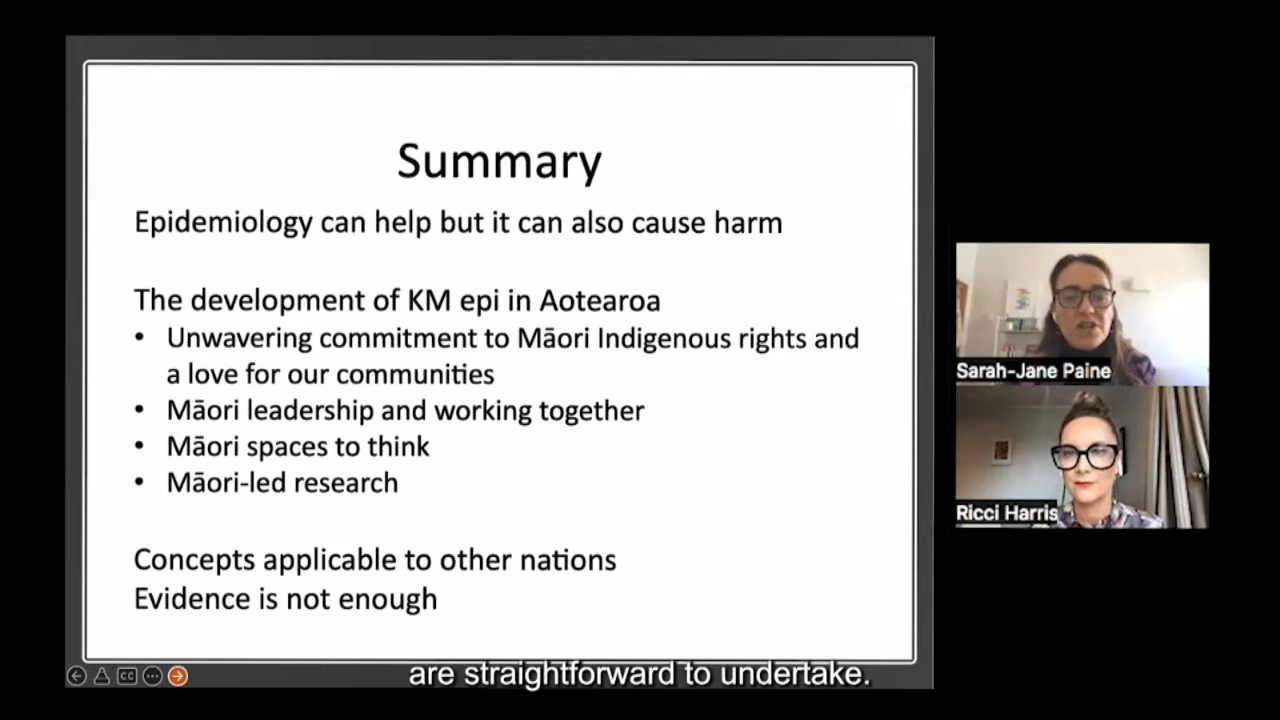 Summary
Epidemiology can help but it can also cause harm
The development of KM epi in Aotearoa
• Unwavering commitment to Māori Indigenous rights and
a love for our communities
• Māori leadership and working together
• Māori spaces to think
• Māori-led research
Concepts applicable to other nations
Evidence is not enough
CC
are straightforward to undertake.
Sarah-Jane Paine
Ricci Harris